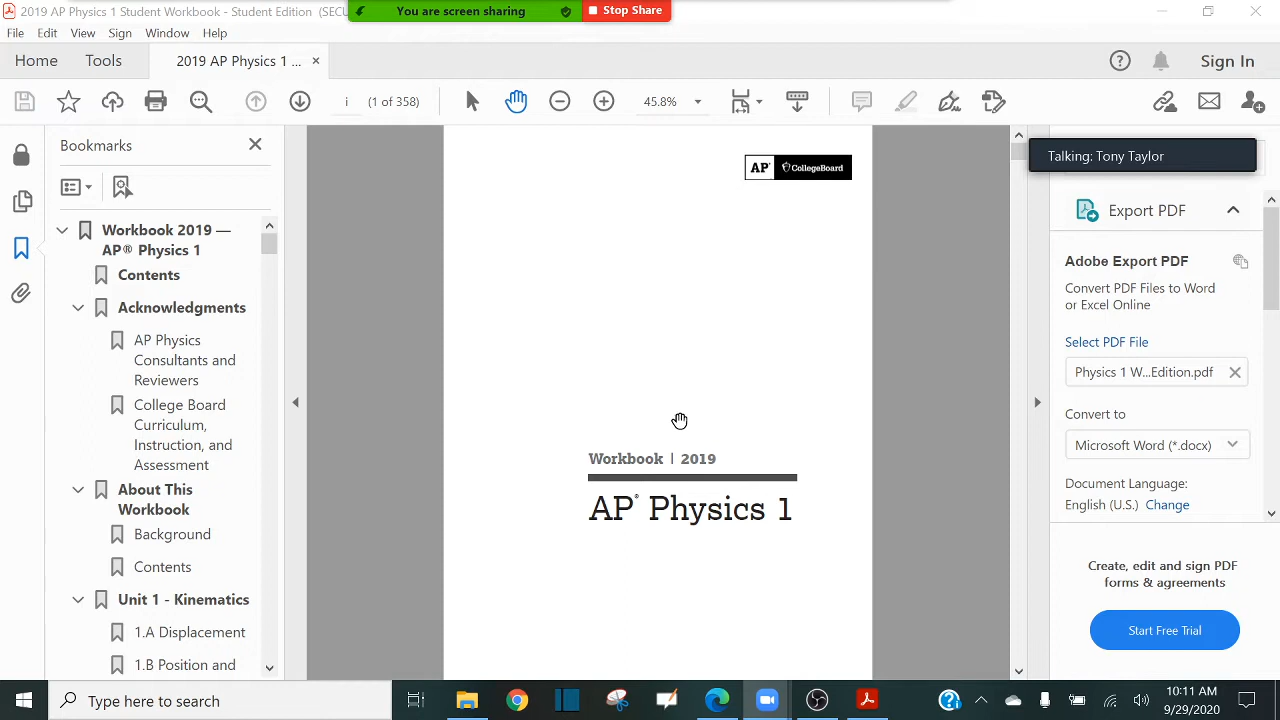 2019 AP Physics 1 Student Workbook - Student Edition (SECU
You are screen sharing
Stop Share
File Edit View Sign Window Help
Home Tools 2019 AP Physics 1 ... × Sign In
i (1 of 358) 45.8%
Bookmarks
Talking: Tony Taylor
AP® CollegeBoard
Workbook 2019 —
AP® Physics 1
Contents
Acknowledgments
AP Physics
Consultants and
Reviewers
College Board
Curriculum,
Instruction, and
Assessment
About This
Workbook
Background
Contents
Unit 1 - Kinematics
1.A Displacement
1.B Position and
Workbook | 2019
AP® Physics 1
Export PDF
Adobe Export PDF
Convert PDF Files to Word
or Excel Online
Select PDF File
Physics 1 W...Edition.pdf
Convert to
Microsoft Word (*.docx)
Document Language:
English (U.S.) Change
Create, edit and sign PDF
forms & agreements
Start Free Trial
Type here to search
10:11 AM
9/29/2020